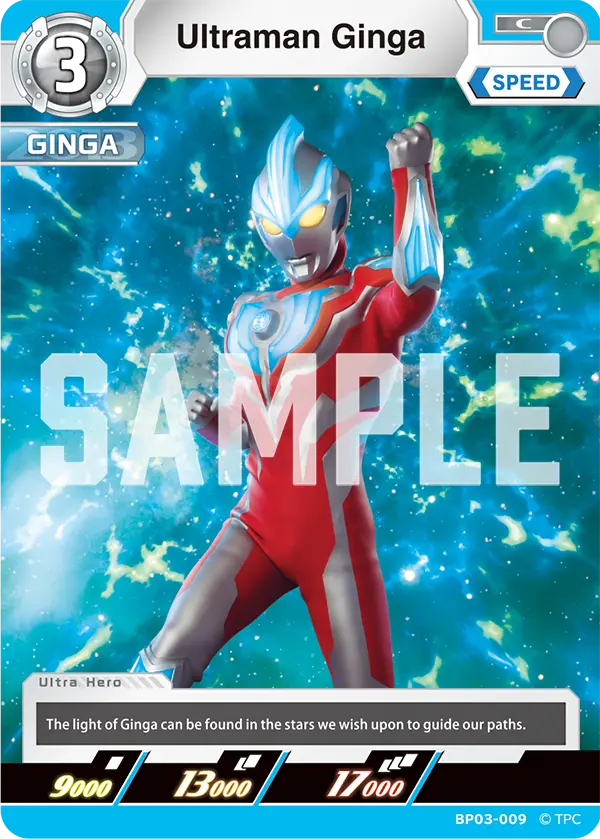 3
Ultraman Ginga
C
SPEED
GINGA
SAMPLE
Ultra Hero
The light of Ginga can be found in the stars we wish upon to guide our paths.
9000
13000
17000
BP03-009 © TPC